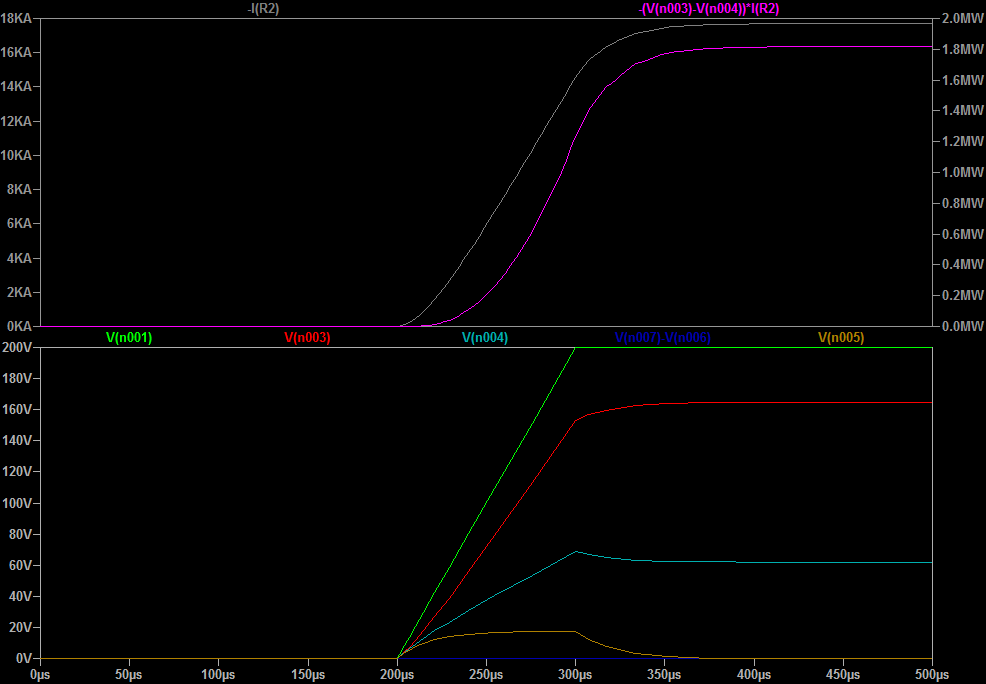 -I(R2) -(V(n003)-V(n004))*I(R2)
18KA 2.0MW
16KA 1.8MW
14KA 1.6MW
1.4MW
12KA
1.2MW
10KA
1.0MW
8KA
0.8MW
6KA
0.6MW
4KA
0.4MW
2KA 0.2MW
0KA 0.0MW
V(n001) V(n003) V(n004) V(n007)-V(n006) V(n005)
200V
180V
160V
140V
120V
100V
80V
60V
40V
20V
0V
0µs 50µs 100µs 150µs 200µs 250µs 300µs 350µs 400µs 450µs 500µs